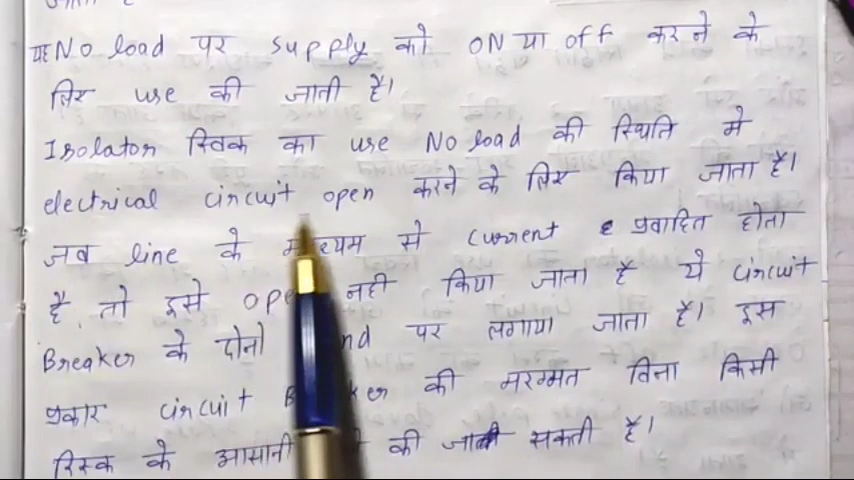 यह No load पर supply को ON या off करने के
लिए use की जाती है।
Isolator स्विक का use No load की स्थिति मे
electrical circuit open करने के लिए किया जाता है।
जब line के माध्यम से current प्रवाहित होता
है, तो इसे नही किया जाता है ये circuit
Breaker के दोनो पर लगाया जाता है। इस
प्रकार circuit की मरम्मत बिना किसी
रिस्क के आसानी की जा सकती है।